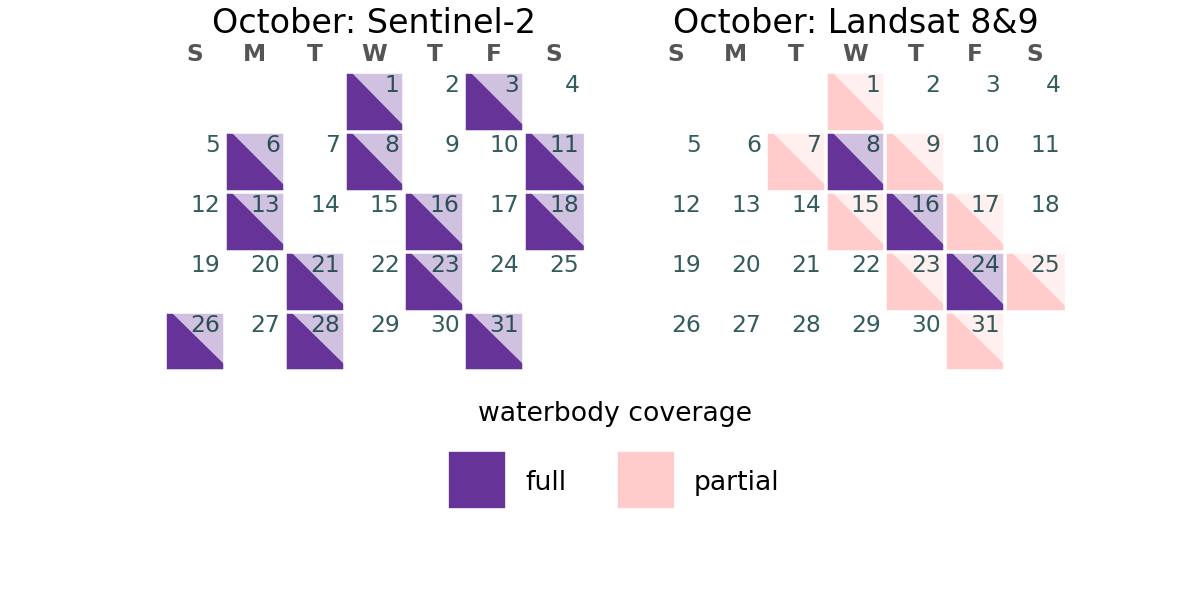 October: Sentinel-2
S M T W T F S
1 2 3 4
5 6 7 8 9 10 11
12 13 14 15 16 17 18
19 20 21 22 23 24 25
26 27 28 29 30 31
October: Landsat 8&9
S M T W T F S
1 2 3 4
5 6 7 8 9 10 11
12 13 14 15 16 17 18
19 20 21 22 23 24 25
26 27 28 29 30 31
waterbody coverage
full partial